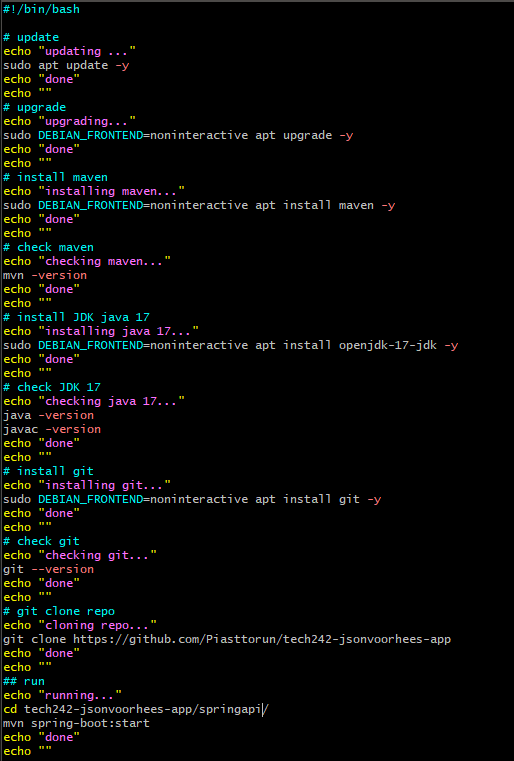 #!/bin/bash

# update
echo "updating ..."
sudo apt update -y
echo "done"
echo ""
# upgrade
echo "upgrading..."
sudo DEBIAN_FRONTEND=noninteractive apt upgrade -y
echo "done"
echo ""
# install maven
echo "installing maven..."
sudo DEBIAN_FRONTEND=noninteractive apt install maven -y
echo "done"
echo ""
# check maven
echo "checking maven..."
mvn -version
echo "done"
echo ""
# install JDK java 17
echo "installing java 17..."
sudo DEBIAN_FRONTEND=noninteractive apt install openjdk-17-jdk -y
echo "done"
echo ""
# check JDK 17
echo "checking java 17..."
java -version
javac -version
echo "done"
echo ""
# install git
echo "installing git..."
sudo DEBIAN_FRONTEND=noninteractive apt install git -y
echo "done"
echo ""
# check git
echo "checking git..."
git --version
echo "done"
echo ""
# git clone repo
echo "cloning repo..."
git clone https://github.com/Piasttorun/tech242-jsonvoorhees-app
echo "done"
echo ""
## run
echo "running..."
cd tech242-jsonvoorhees-app/springapi/
mvn spring-boot:start
echo "done"
echo ""